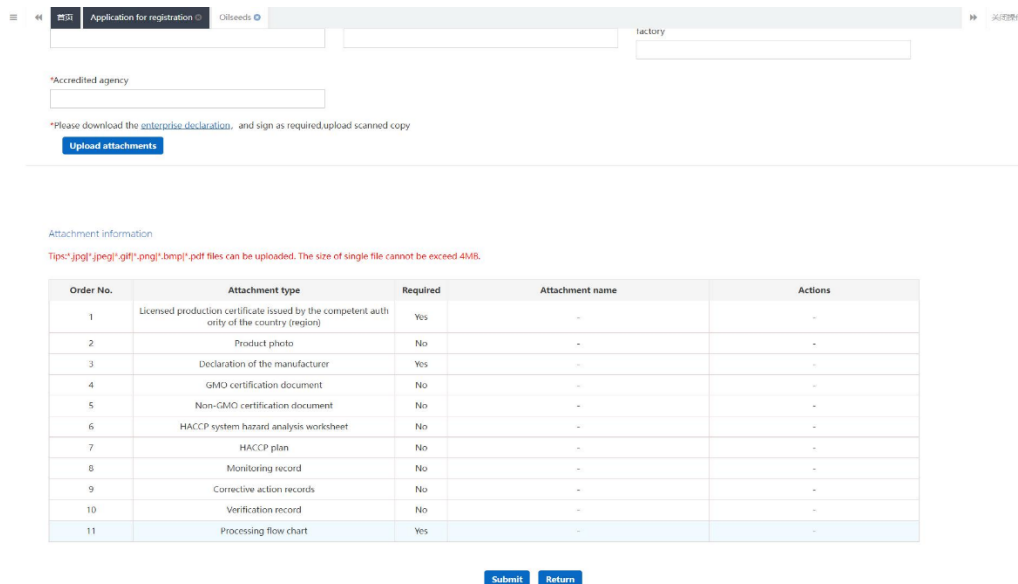 首页 Application for registration Oilseeds
factory
*Accredited agency
*Please download the enterprise declaration, and sign as required,upload scanned copy
Upload attachments
Attachment information
Tips:*.jpg|*.jpeg|*.gif|*.png|*.bmp|*.pdf files can be uploaded. The size of single file cannot be exceed 4MB.
Order No. Attachment type Required Attachment name Actions
1 Licensed production certificate issued by the competent auth Yes - -
ority of the country (region)
2 Product photo No - -
3 Declaration of the manufacturer Yes - -
4 GMO certification document No - -
5 Non-GMO certification document No - -
6 HACCP system hazard analysis worksheet No - -
7 HACCP plan No - -
8 Monitoring record No - -
9 Corrective action records No - -
10 Verification record No - -
11 Processing flow chart Yes - -
Submit Return